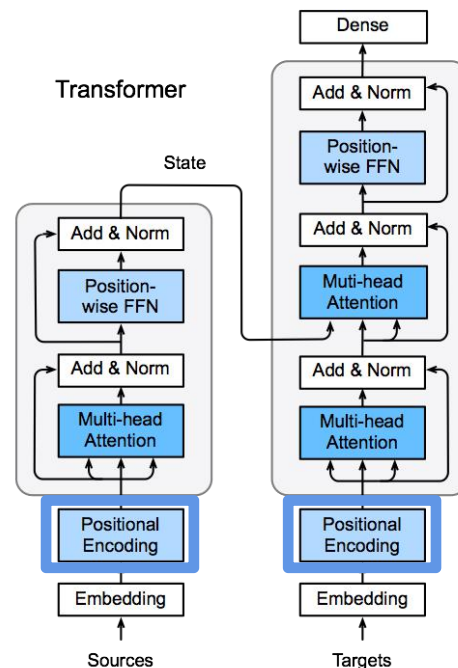 Transformer
State
Add & Norm
Position-
wise FFN
Add & Norm
Multi-head
Attention
Positional
Encoding
Embedding
Sources
Dense
Add & Norm
Position-
wise FFN
Add & Norm
Muti-head
Attention
Add & Norm
Multi-head
Attention
Positional
Encoding
Embedding
Targets